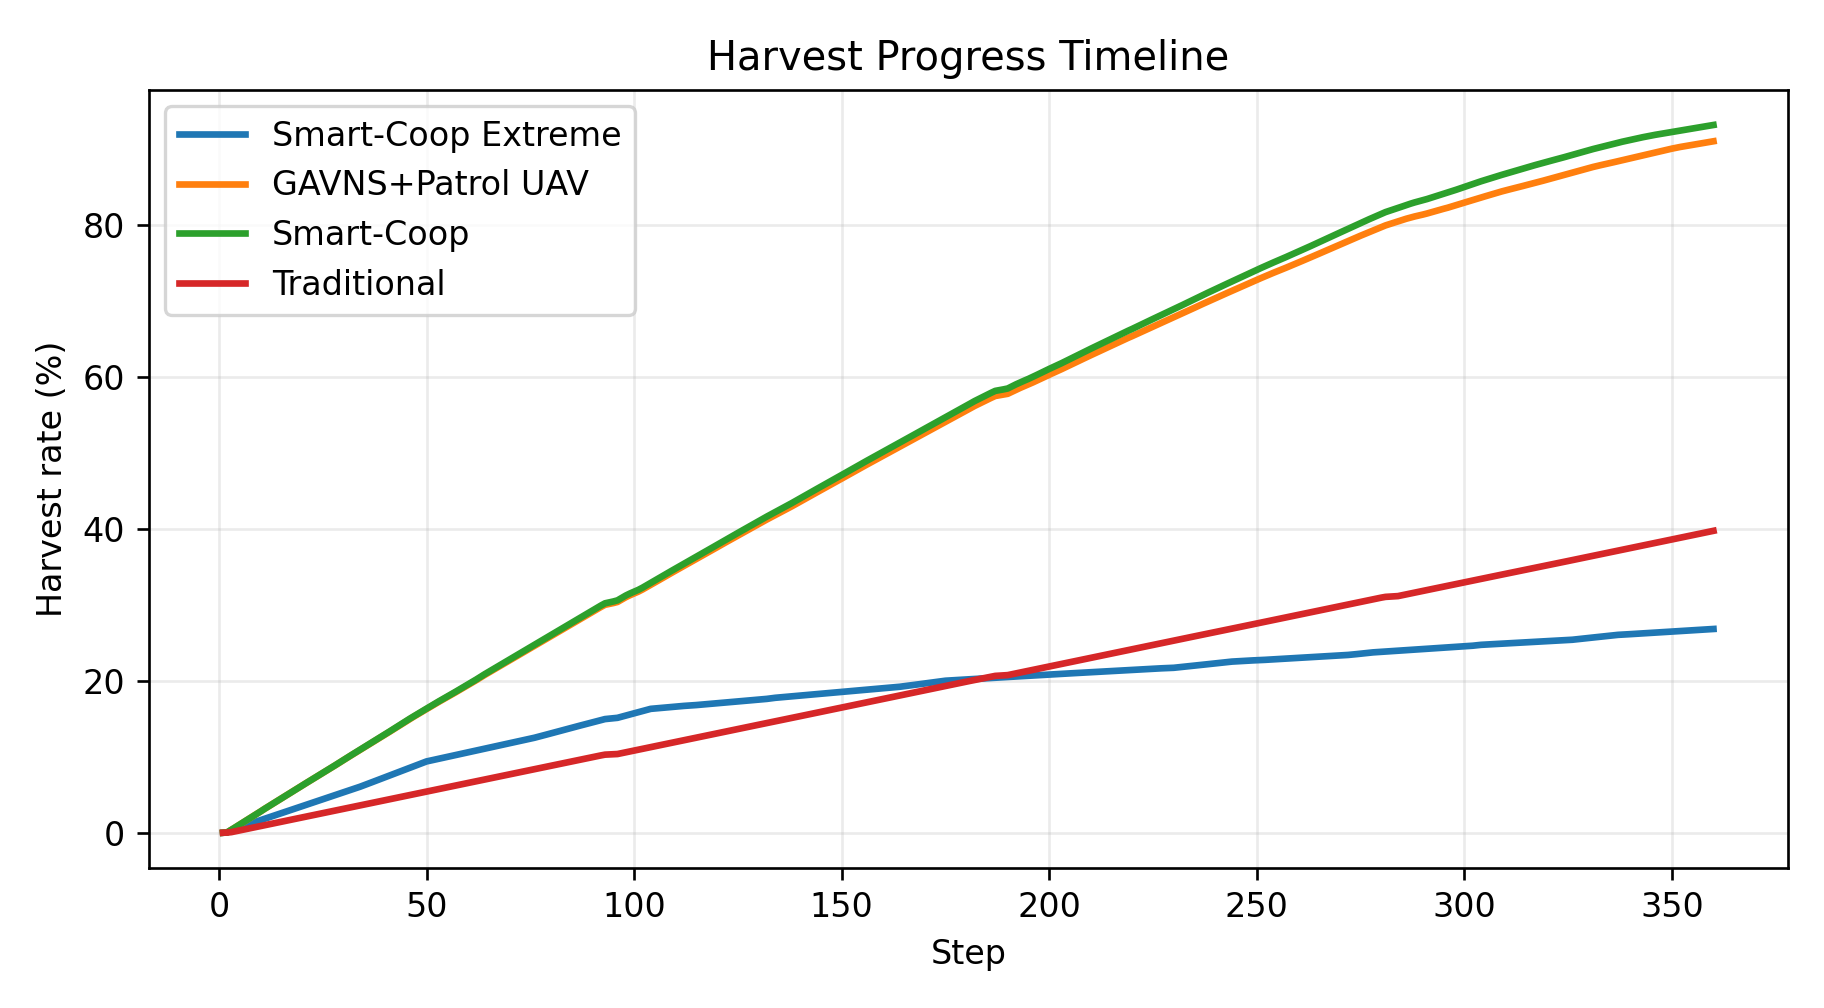 Harvest Progress Timeline
Smart-Coop Extreme
GAVNS+Patrol UAV
Smart-Coop
Traditional
Harvest rate (%)
80
60
40
20
0
0 50 100 150 200 250 300 350
Step